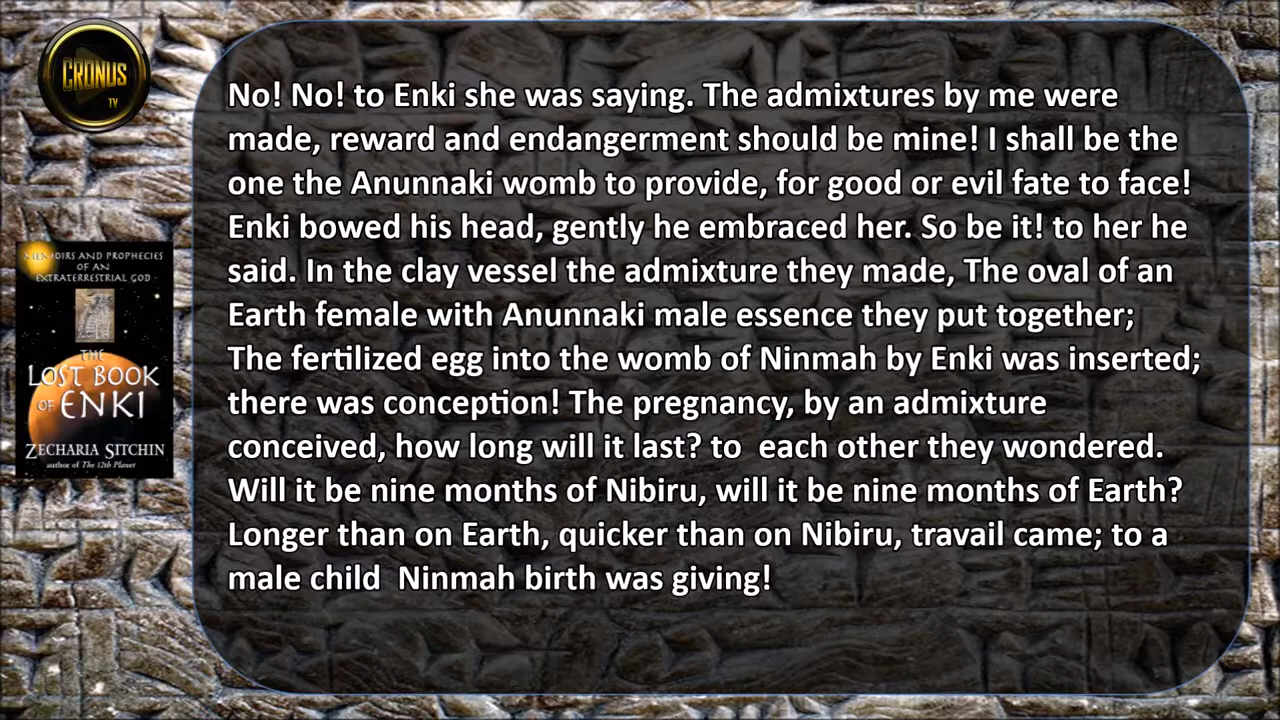 CRONUS
TV
No! No! to Enki she was saying. The admixtures by me were
made, reward and endangerment should be mine! I shall be the
one the Anunnaki womb to provide, for good or evil fate to face!
Enki bowed his head, gently he embraced her. So be it! to her he
said. In the clay vessel the admixture they made, The oval of an
Earth female with Anunnaki male essence they put together;
The fertilized egg into the womb of Ninmah by Enki was inserted;
there was conception! The pregnancy, by an admixture
conceived, how long will it last? to  each other they wondered.
Will it be nine months of Nibiru, will it be nine months of Earth?
Longer than on Earth, quicker than on Nibiru, travail came; to a
male child  Ninmah birth was giving!
MEMOIRS AND PROPHECIES
OF AN
EXTRATERRESTRIAL GOD
THE
LOST BOOK
OF ENKI
ZECHARIA SITCHIN
author of The 12th Planet